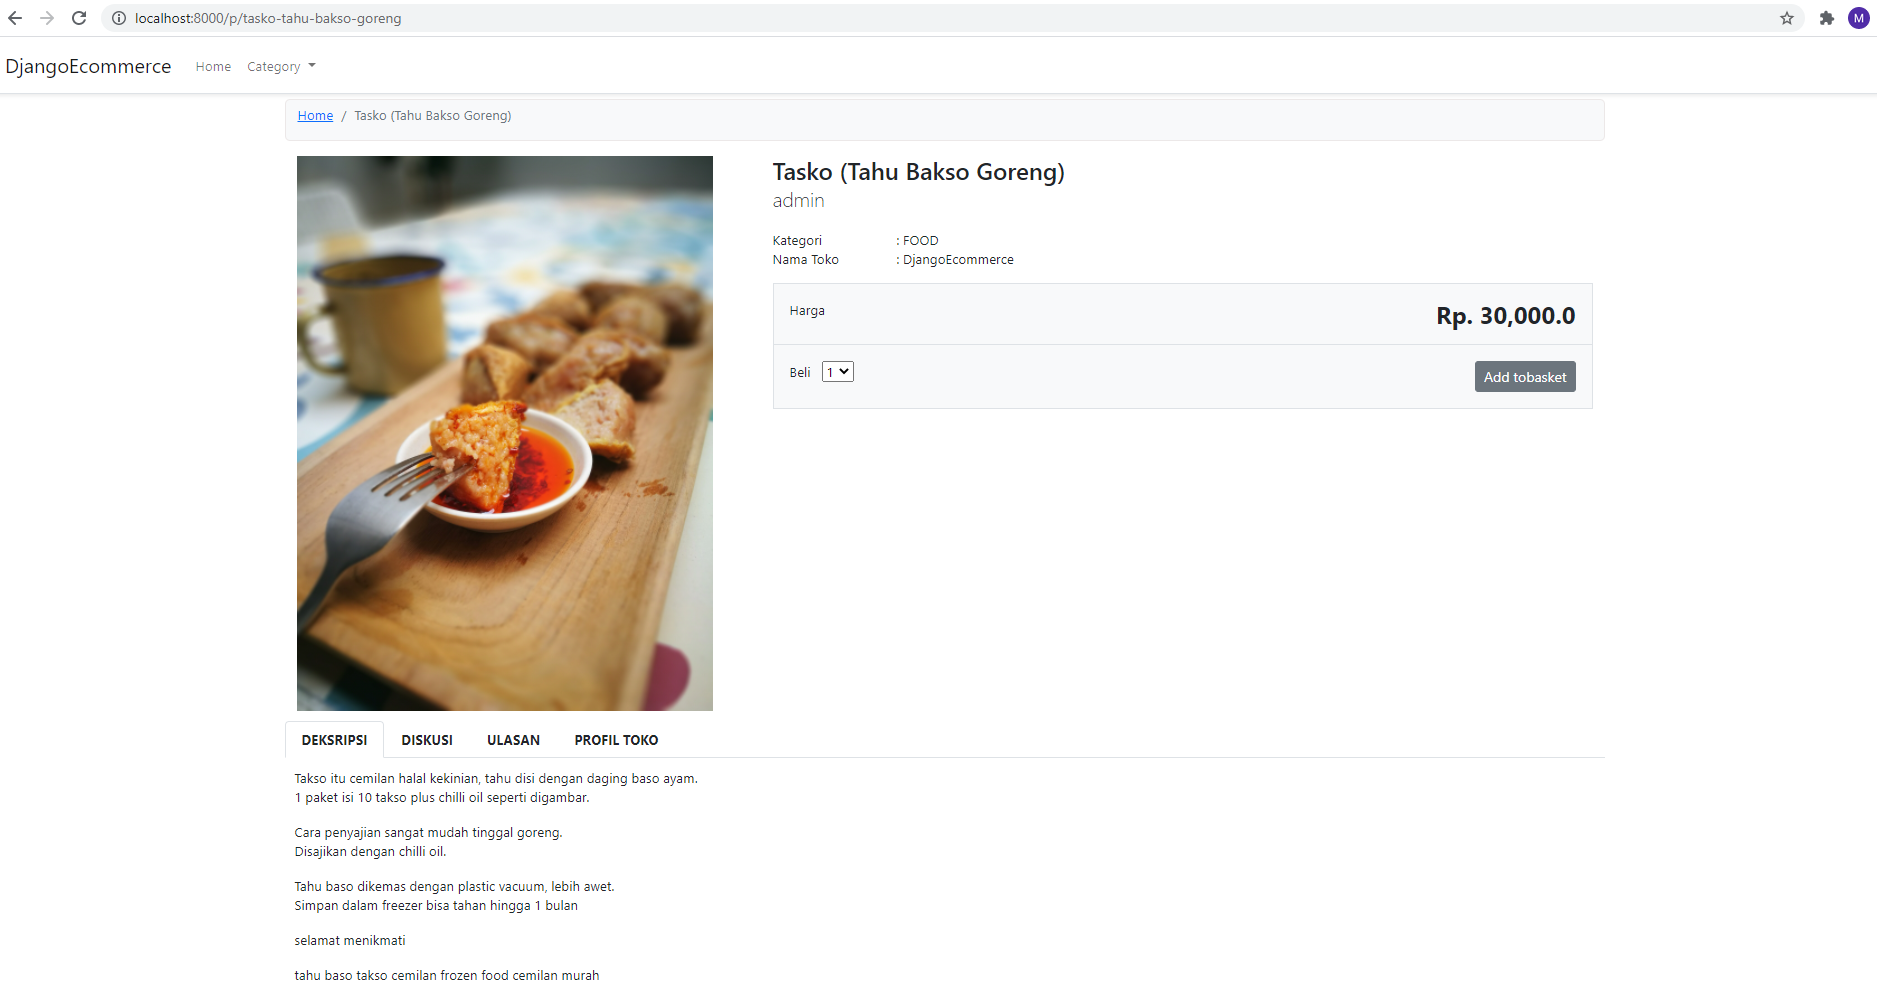 localhost:8000/p/tasko-tahu-bakso-goreng
M
DjangoEcommerce Home Category
Home / Tasko (Tahu Bakso Goreng)
Tasko (Tahu Bakso Goreng)
admin
Kategori : FOOD
Nama Toko : DjangoEcommerce
Harga Rp. 30,000.0
Beli 1 Add tobasket
DEKSRIPSI DISKUSI ULASAN PROFIL TOKO
Takso itu cemilan halal kekinian, tahu disi dengan daging baso ayam.
1 paket isi 10 takso plus chilli oil seperti digambar.
Cara penyajian sangat mudah tinggal goreng.
Disajikan dengan chilli oil.
Tahu baso dikemas dengan plastic vacuum, lebih awet.
Simpan dalam freezer bisa tahan hingga 1 bulan
selamat menikmati
tahu baso takso cemilan frozen food cemilan murah